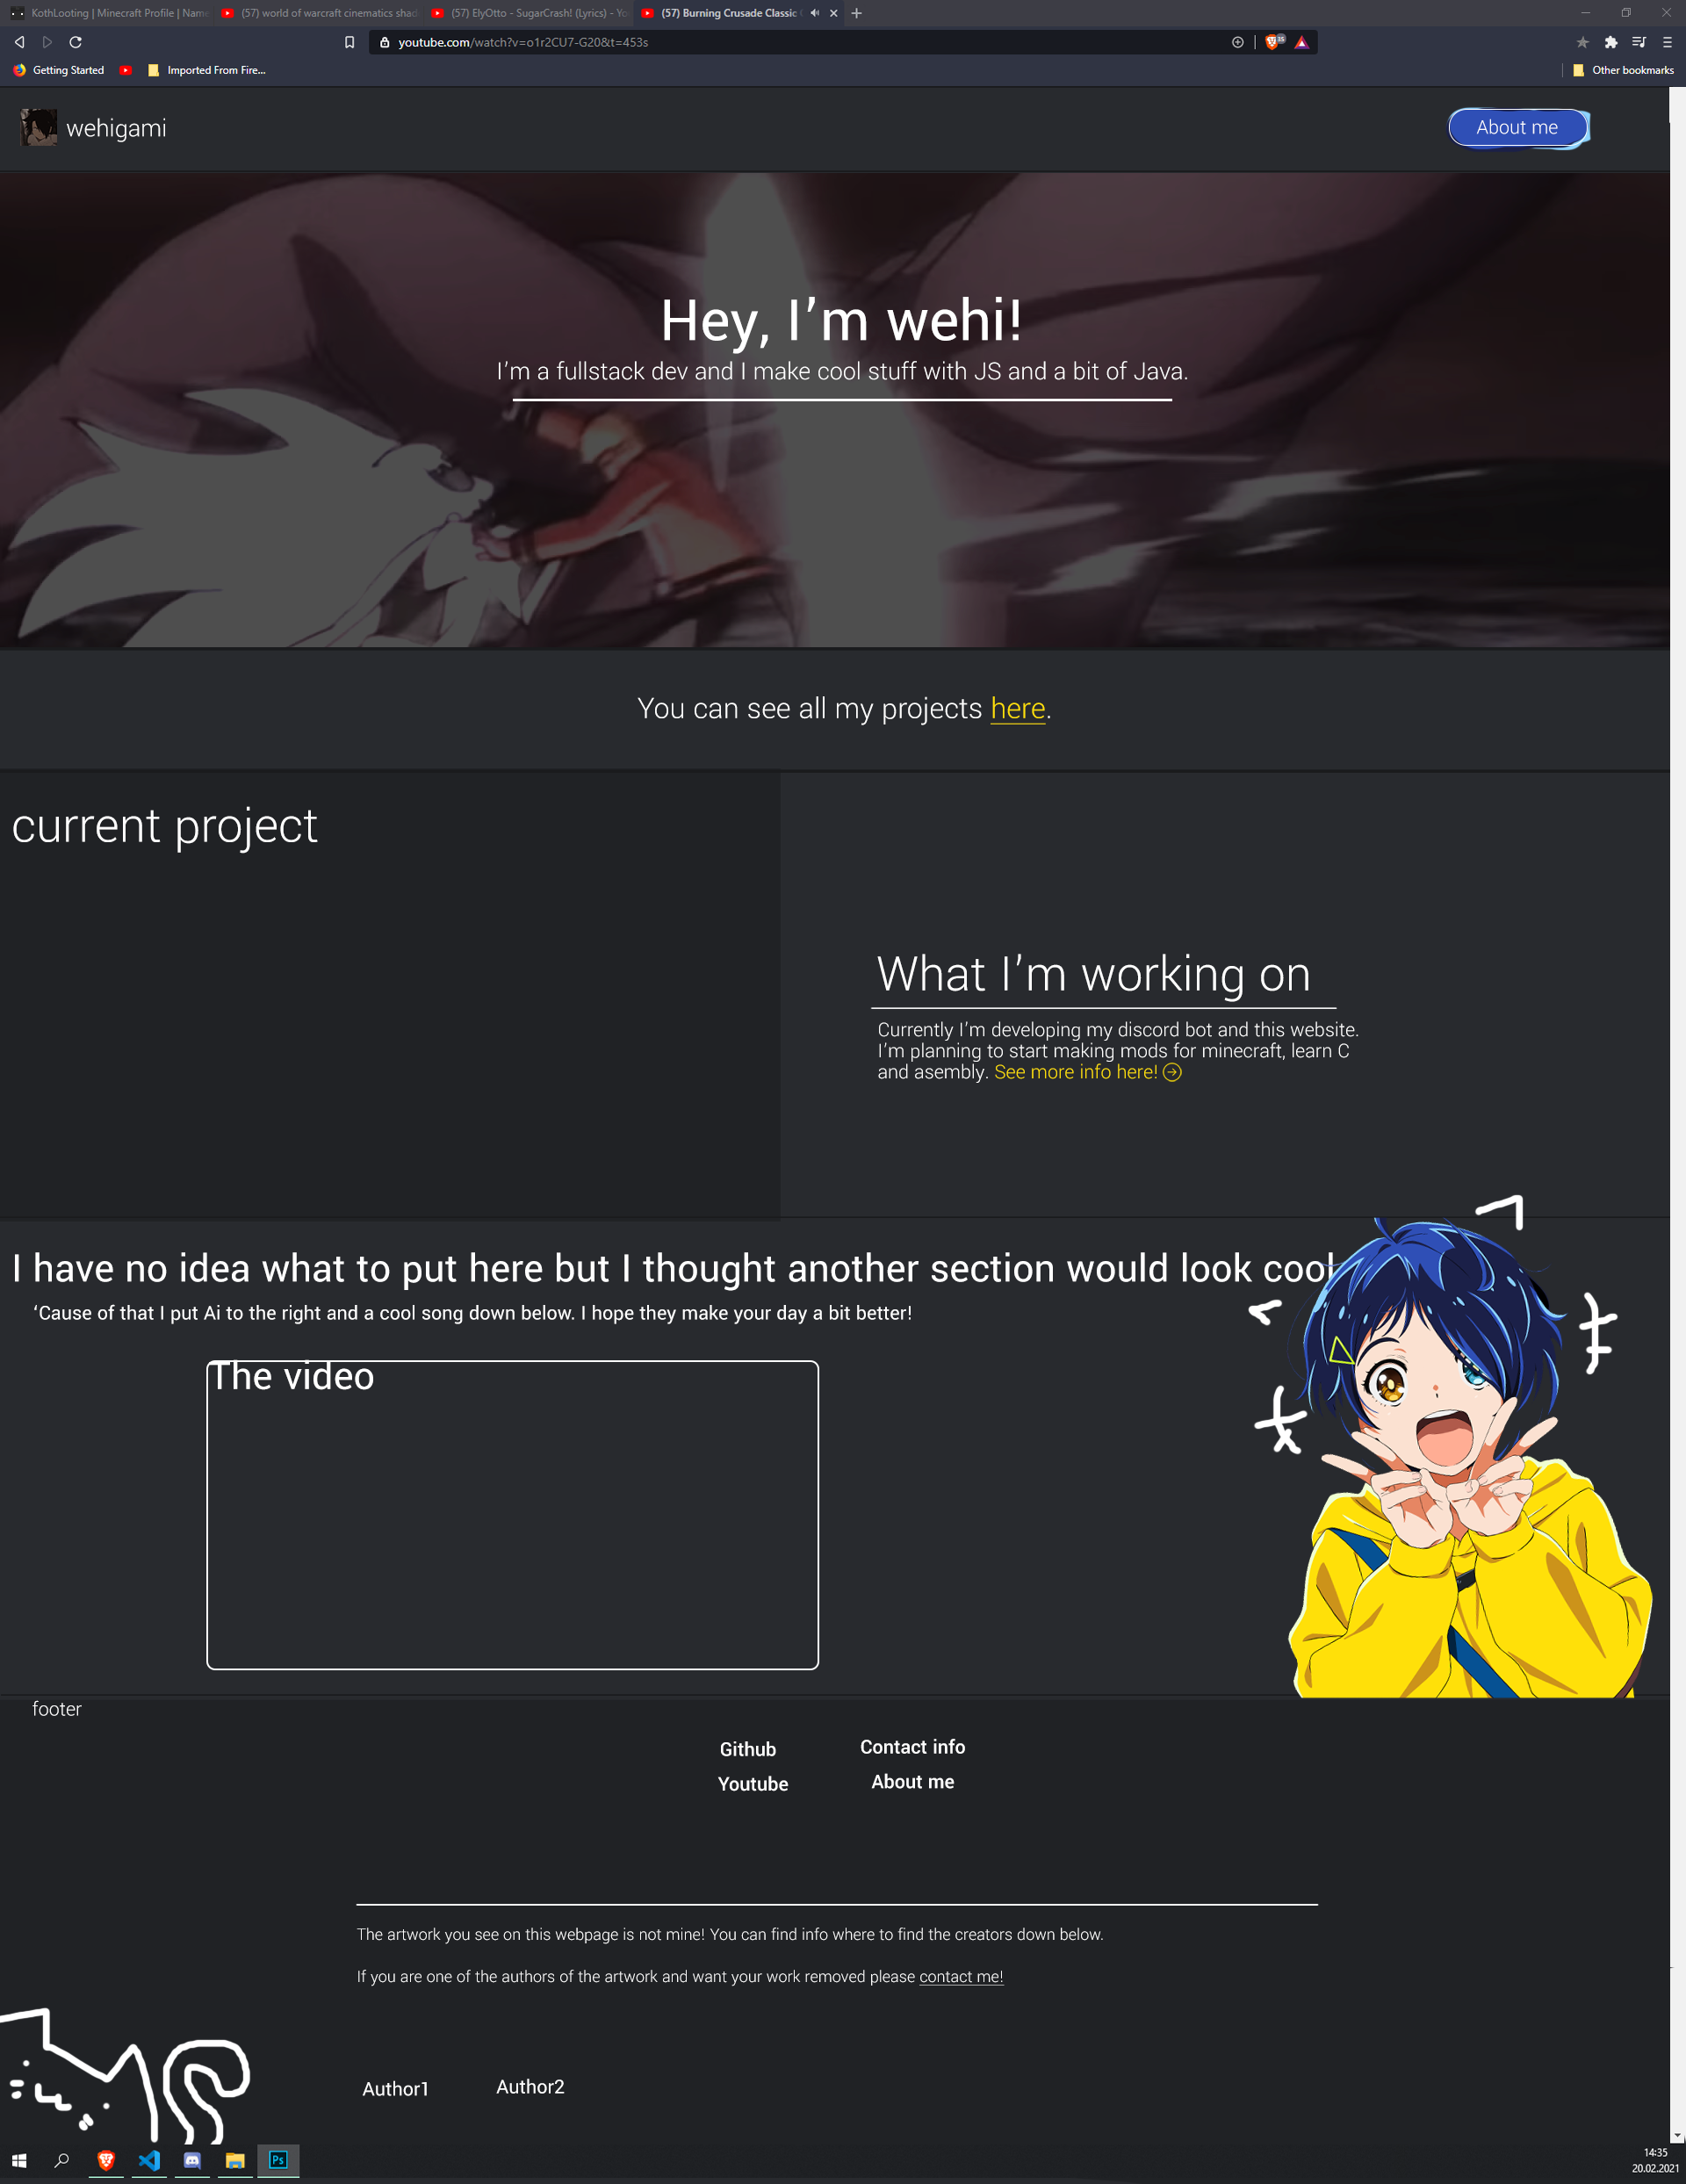 KothLooting | Minecraft Profile | Name
(57) world of warcraft cinematics shad
(57) ElyOtto - SugarCrash! (Lyrics) - Yo
(57) Burning Crusade Classic
youtube.com/watch?v=o1r2CU7-G20&t=453s
Getting Started
Imported From Fire...
Other bookmarks
wehigami
About me
Hey, I'm wehi!
I'm a fullstack dev and I make cool stuff with JS and a bit of Java.
You can see all my projects here.
current project
What I'm working on
Currently I'm developing my discord bot and this website.
I'm planning to start making mods for minecraft, learn C
and asembly. See more info here!
I have no idea what to put here but I thought another section would look cool
‘Cause of that I put Ai to the right and a cool song down below. I hope they make your day a bit better!
The video
footer
Github
Contact info
Youtube
About me
The artwork you see on this webpage is not mine! You can find info where to find the creators down below.
If you are one of the authors of the artwork and want your work removed please contact me!
Author1
Author2
Ps
14:35
20.02.2021